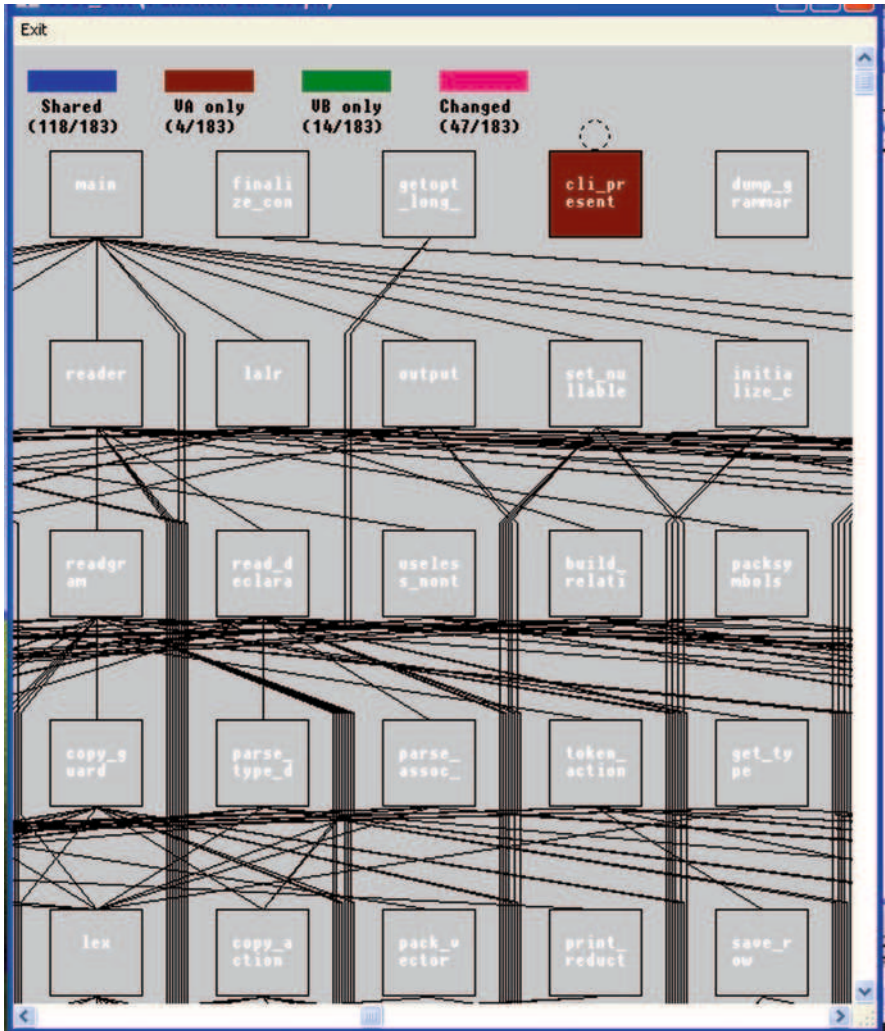 Exit
Shared
(118/183)
VA only
(4/183)
VB only
(14/183)
Changed
(47/183)
main
finali
ze_con
getopt
_long_
cli_pr
esent
dump_g
rammar
reader
lalr
output
set_nu
llable
initia
lize_c
readgr
am
read_d
eclara
useles
s_nont
build_
relati
packsy
mbols
copy_g
uard
parse_
type_d
parse_
assoc_
token_
action
get_ty
pe
lex
copy_a
ction
pack_v
ector
print_
reduct
save_r
ow